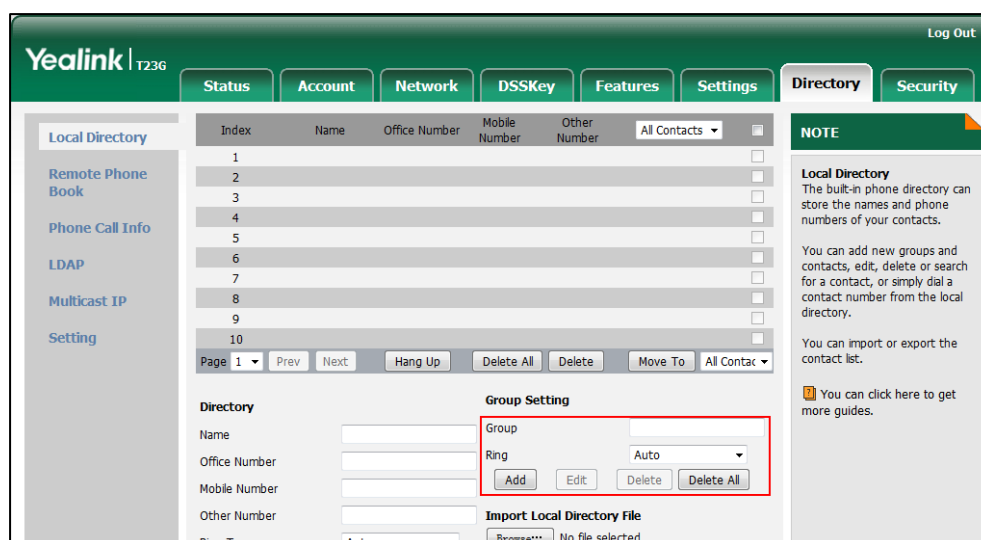 Log Out
Yealink | T23G
Status Account Network DSSKey Features Settings Directory Security
Local Directory
Remote Phone
Book
Phone Call Info
LDAP
Multicast IP
Setting
Index Name Office Number Mobile Number Other Number All Contacts
1
2
3
4
5
6
7
8
9
10
Page 1 Prev Next Hang Up Delete All Delete Move To All Contac
Directory
Name
Office Number
Mobile Number
Other Number
Group Setting
Group
Ring Auto
Add Edit Delete Delete All
Import Local Directory File
Browse... No file selected
NOTE
Local Directory
The built-in phone directory can
store the names and phone
numbers of your contacts.
You can add new groups and
contacts, edit, delete or search
for a contact, or simply dial a
contact number from the local
directory.
You can import or export the
contact list.
You can click here to get
more guides.